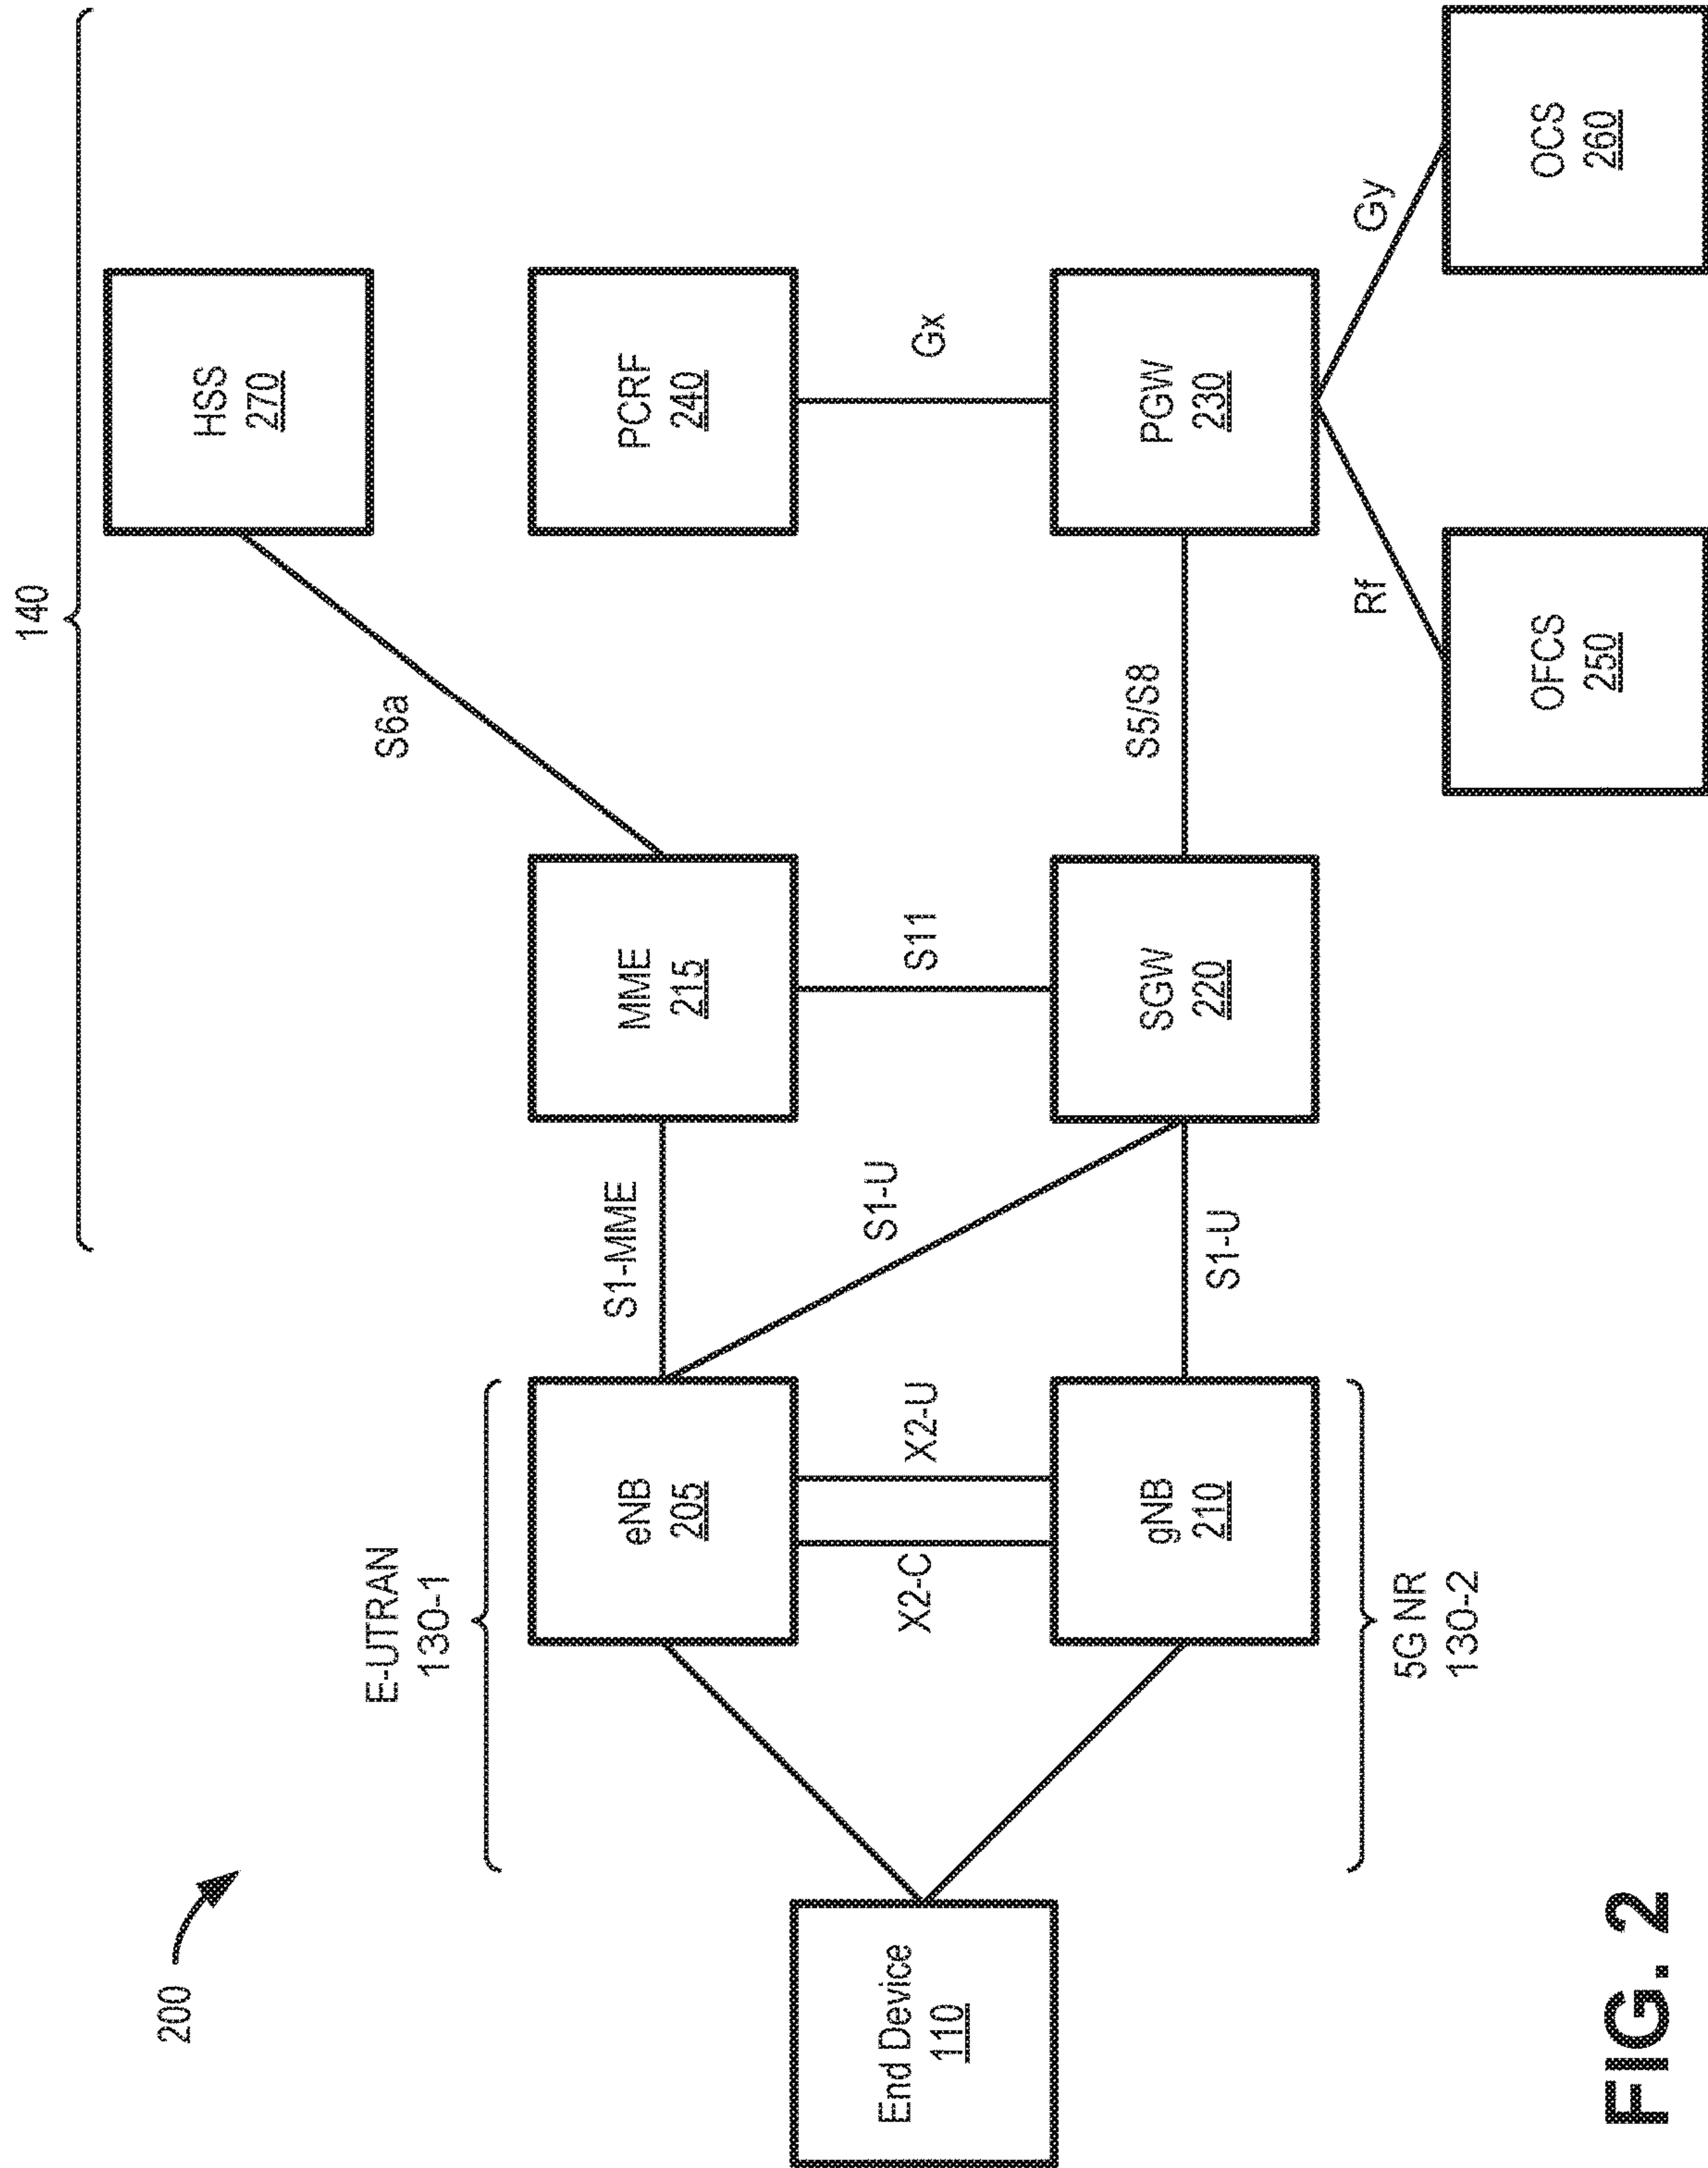 200
140
HSS
270
E-UTRAN
130-1
S6a
eNB
205
S1-MME
MME
215
PCRF
240
End Device
110
X2-C
X2-U
S1-U
S11
Gx
gNB
210
S1-U
SGW
220
S5/S8
PGW
230
5G NR
130-2
Rf
Gy
OFCS
250
OCS
260
FIG. 2